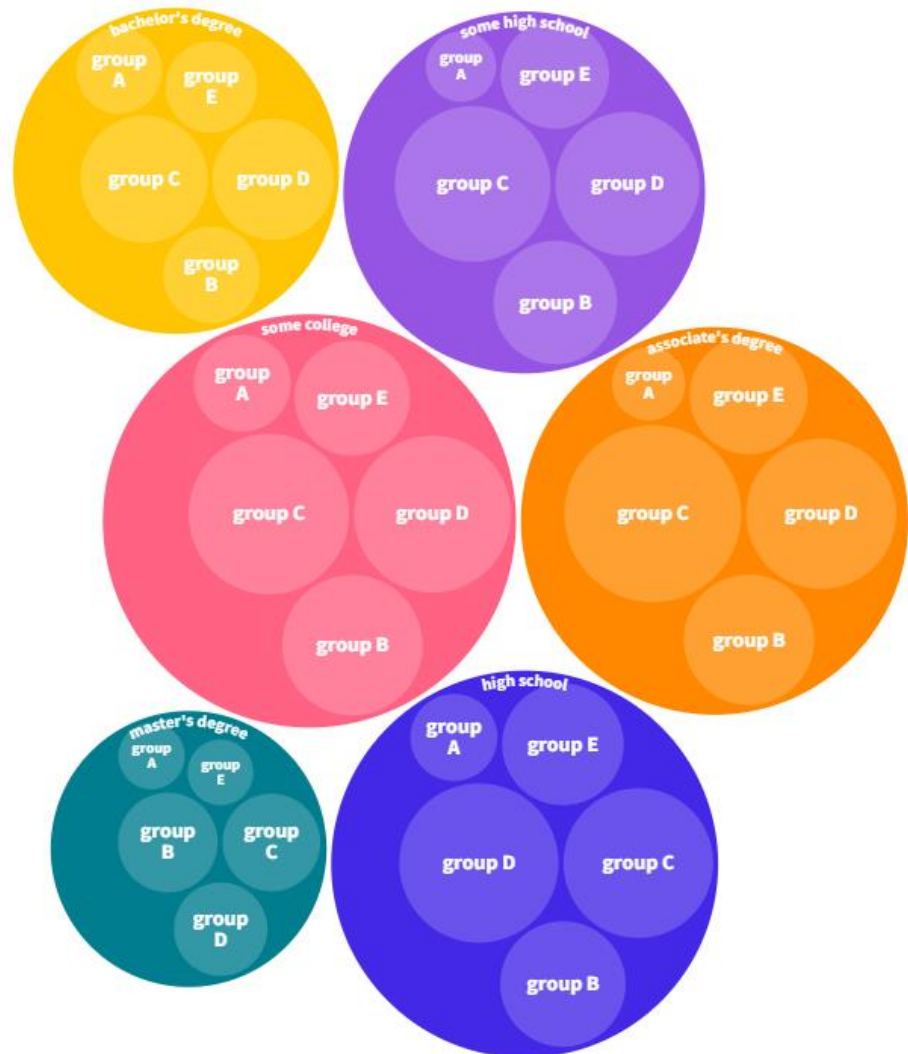 bachelor's degree
group
A
group
E
group C
group D
group
B
some high school
group
A
group E
group C
group D
group B
some college
group
A
group E
group C
group D
group B
associate's degree
group
A
group E
group C
group D
group B
master's degree
group
A
group
E
group
B
group
C
group
D
high school
group
A
group E
group D
group C
group B